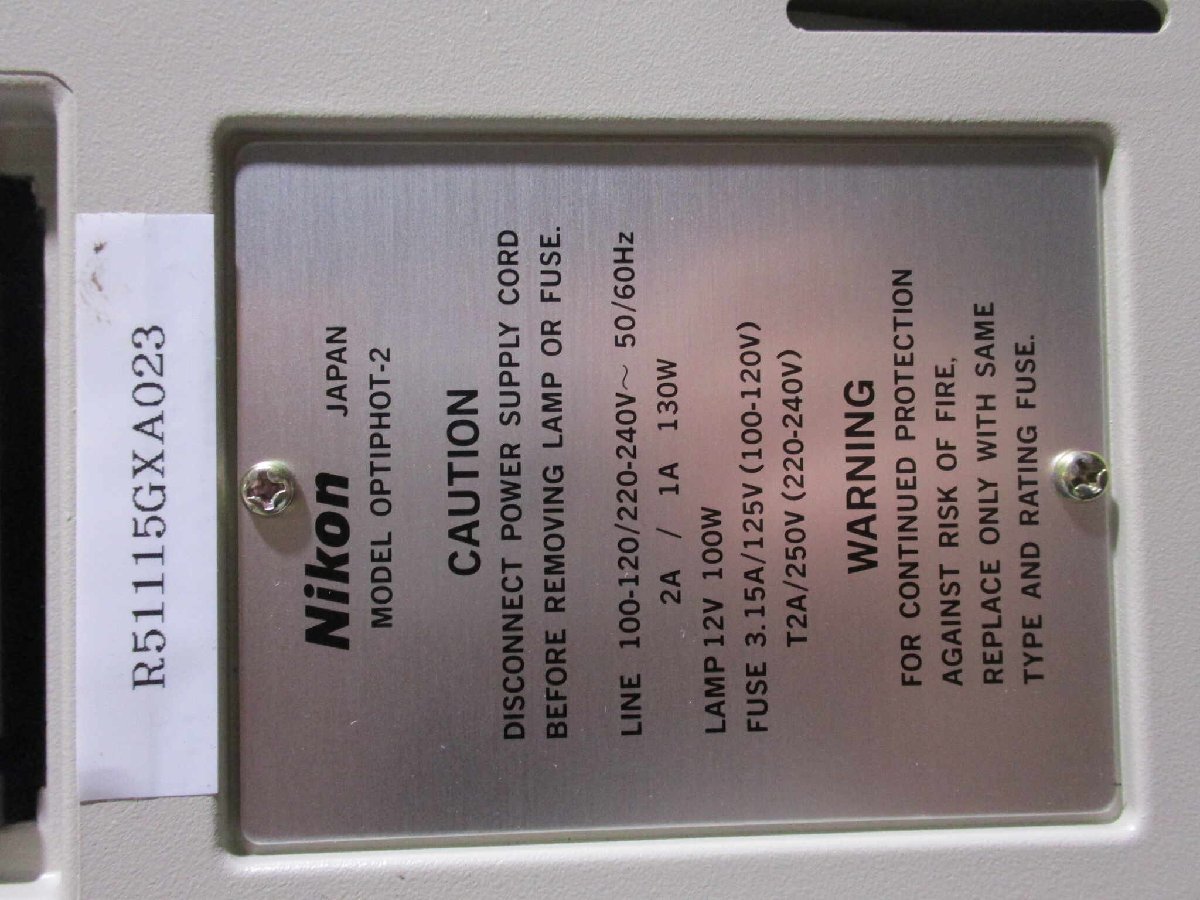 R51115GXA023
Nikon JAPAN
MODEL OPTIPHOT-2
CAUTION
DISCONNECT POWER SUPPLY CORD
BEFORE REMOVING LAMP OR FUSE.
LINE 100-120/220-240V~ 50/60Hz
2A / 1A 130W
LAMP 12V 100W
FUSE 3.15A/125V (100-120V)
T2A/250V (220-240V)
WARNING
FOR CONTINUED PROTECTION
AGAINST RISK OF FIRE,
REPLACE ONLY WITH SAME
TYPE AND RATING FUSE.